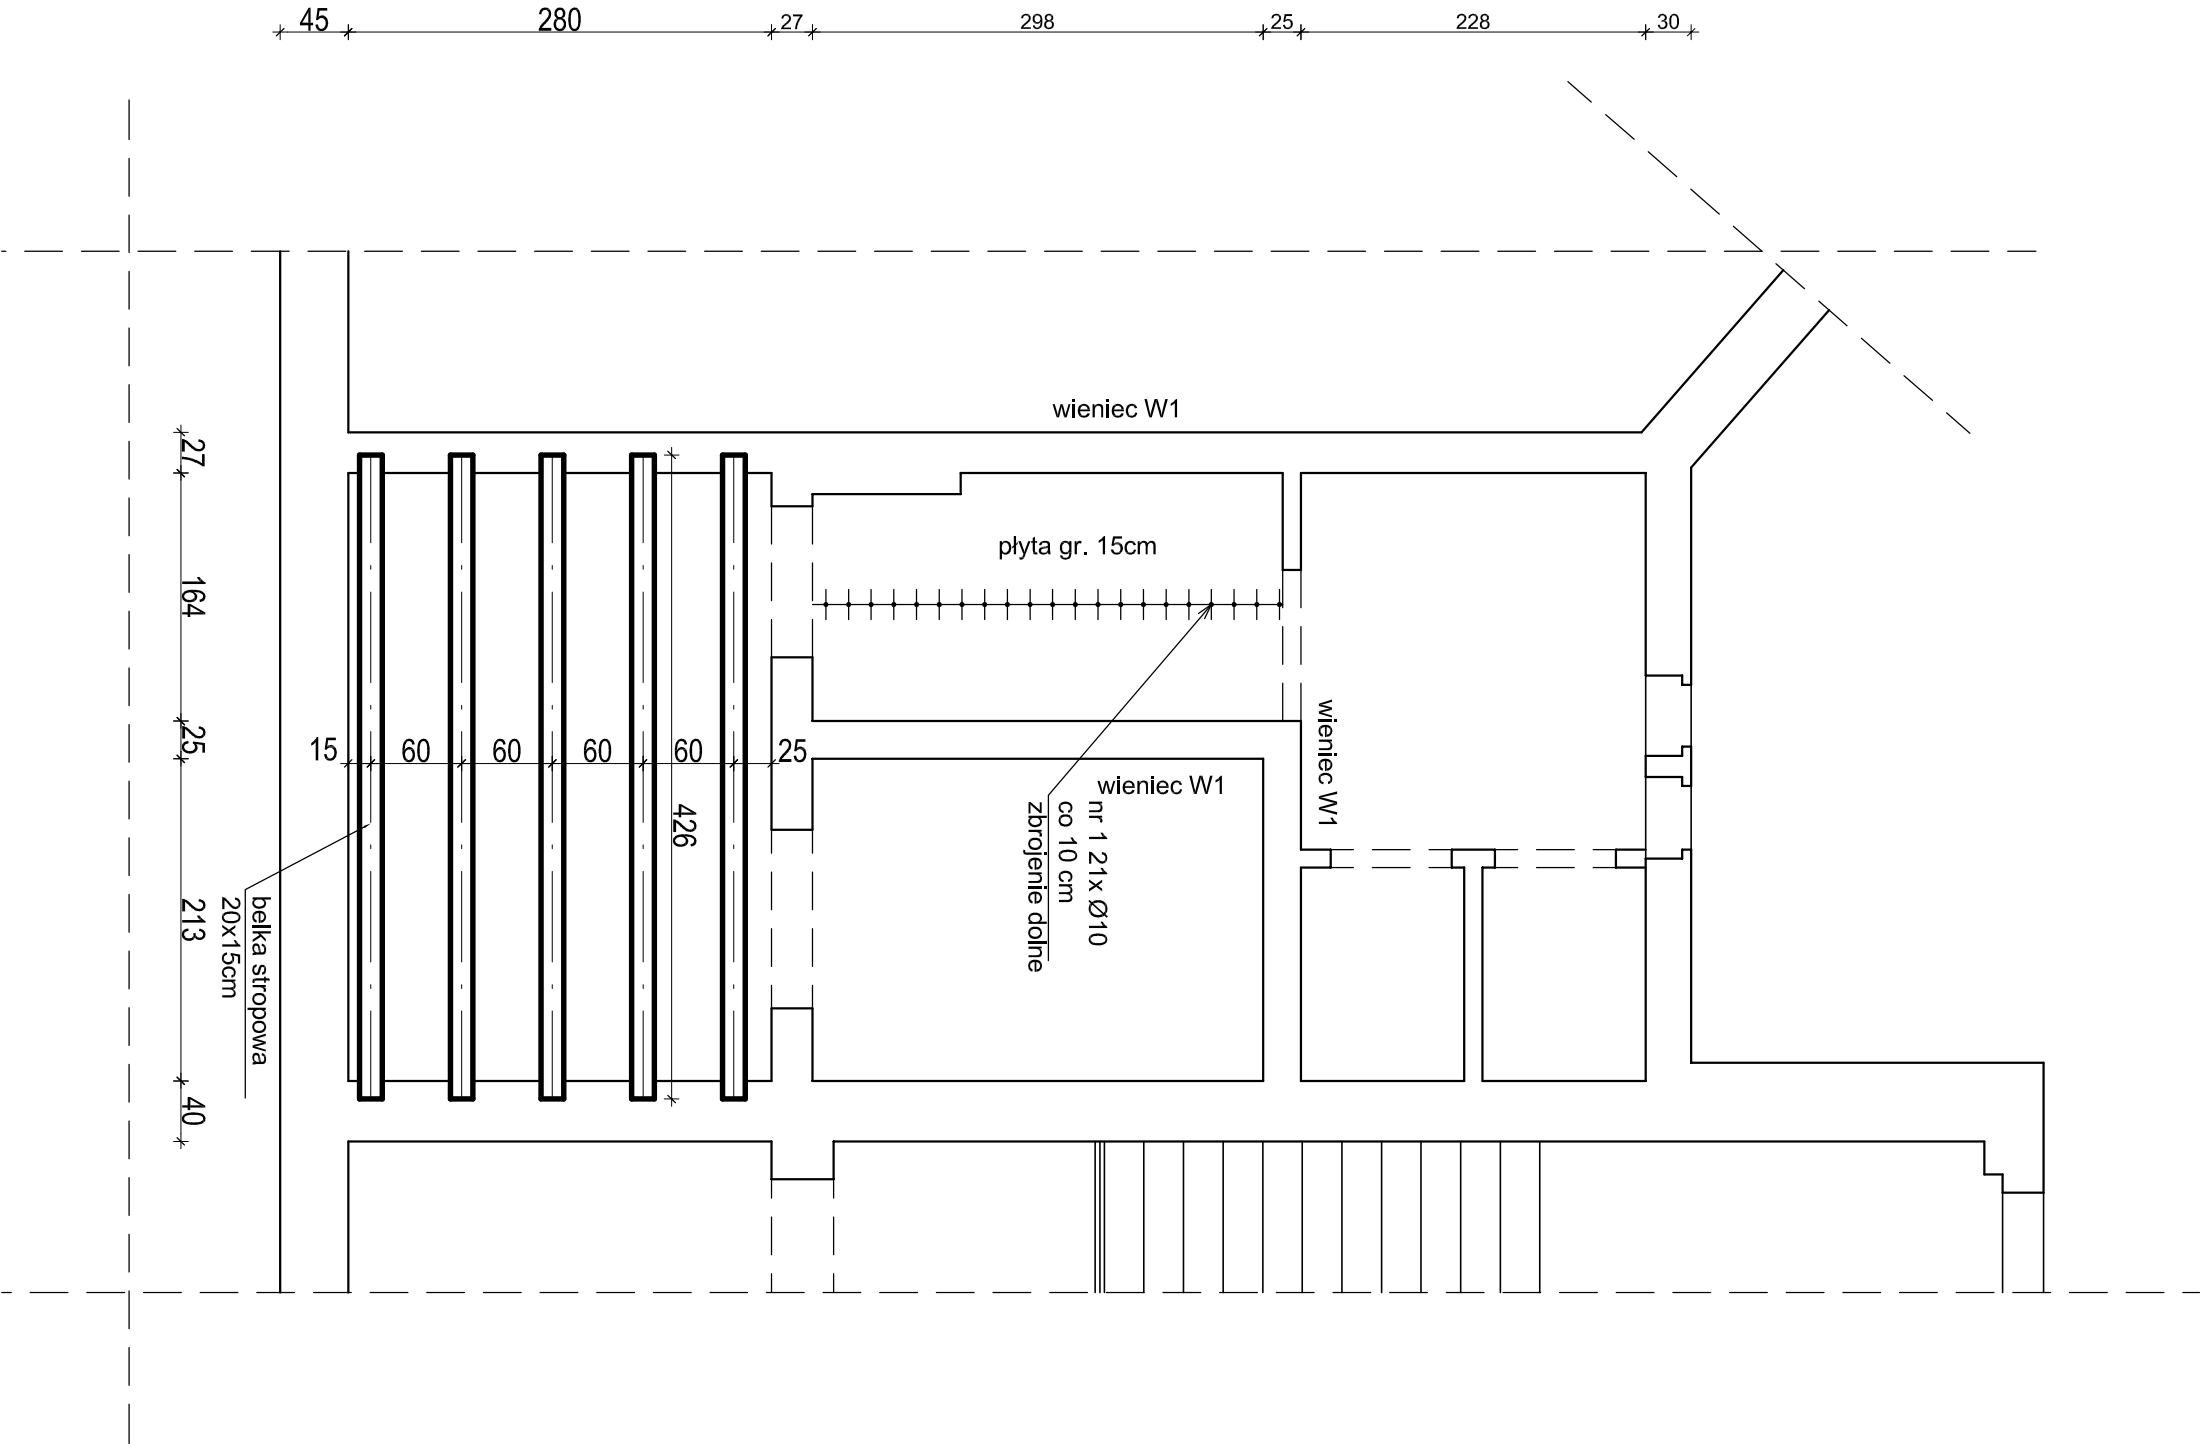 45
280
27
298
25
228
30
wieniec W1
27
164
25
213
40
płyta gr. 15cm
wieniec W1
15
60
60
60
60
25
426
wieniec W1
nr 1 21x Ø10
co 10 cm
zbrojenie dolne
belka stropowa
20x15cm